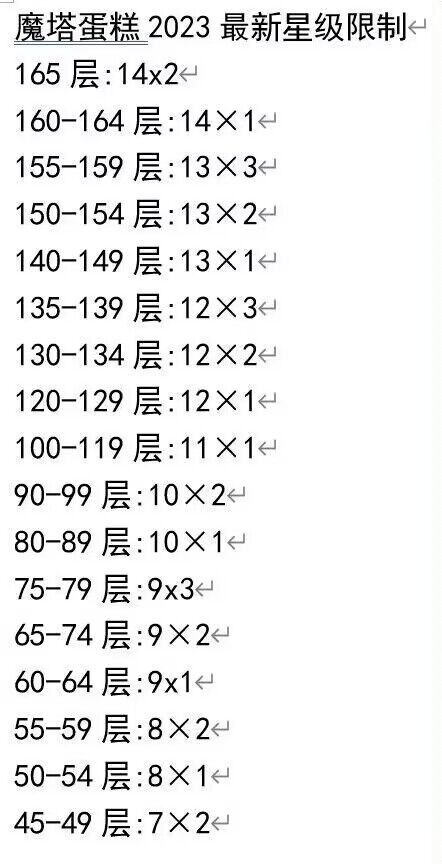 魔塔蛋糕 2023 最新星级限制
165 层:14x2
160-164 层:14×1
155-159 层:13×3
150-154 层:13×2
140-149 层:13×1
135-139 层:12×3
130-134 层:12×2
120-129 层:12×1
100-119 层:11×1
90-99 层:10×2
80-89 层:10×1
75-79 层:9x3
65-74 层:9×2
60-64 层:9x1
55-59 层:8×2
50-54 层:8×1
45-49 层:7×2